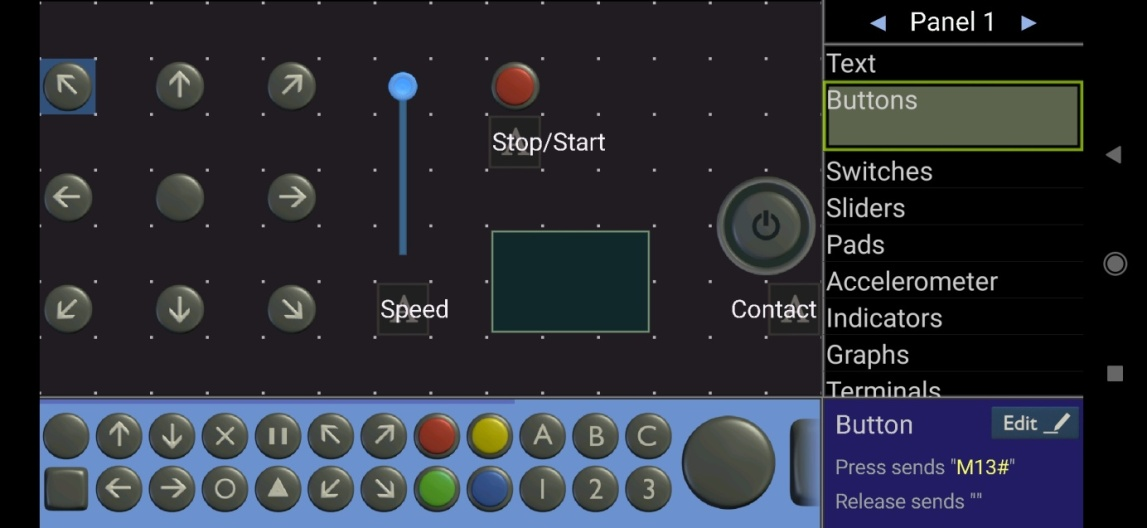 Panel 1
Text
Buttons
Switches
Sliders
Pads
Accelerometer
Indicators
Graphs
Terminals
Stop/Start
A
Speed
A
Contact
A
A B C
1 2 3
Button
Edit
Press sends "M13#"
Release sends ""